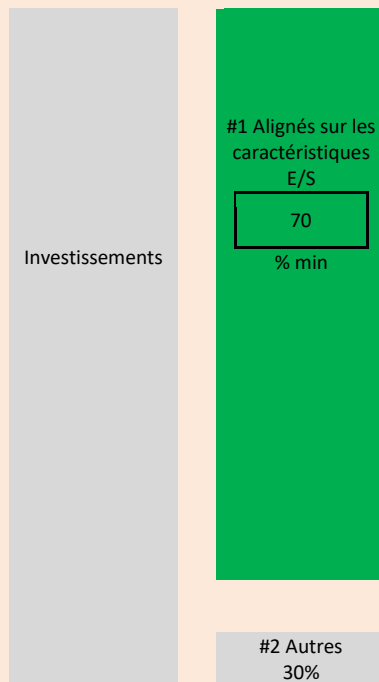 Investissements
#1 Alignés sur les
caractéristiques
E/S
70
% min
#2 Autres
30%